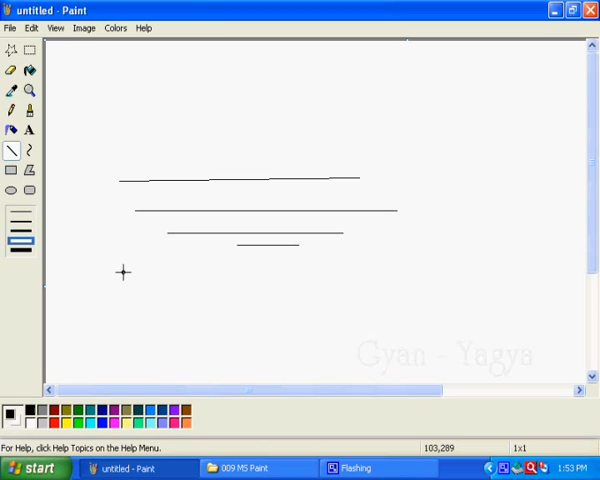 untitled - Paint
File Edit View Image Colors Help
A
Gyan - Yagya
For Help, click Help Topics on the Help Menu. 103,289 1x1
start untitled - Paint 009 MS Paint Flashing 1:53 PM